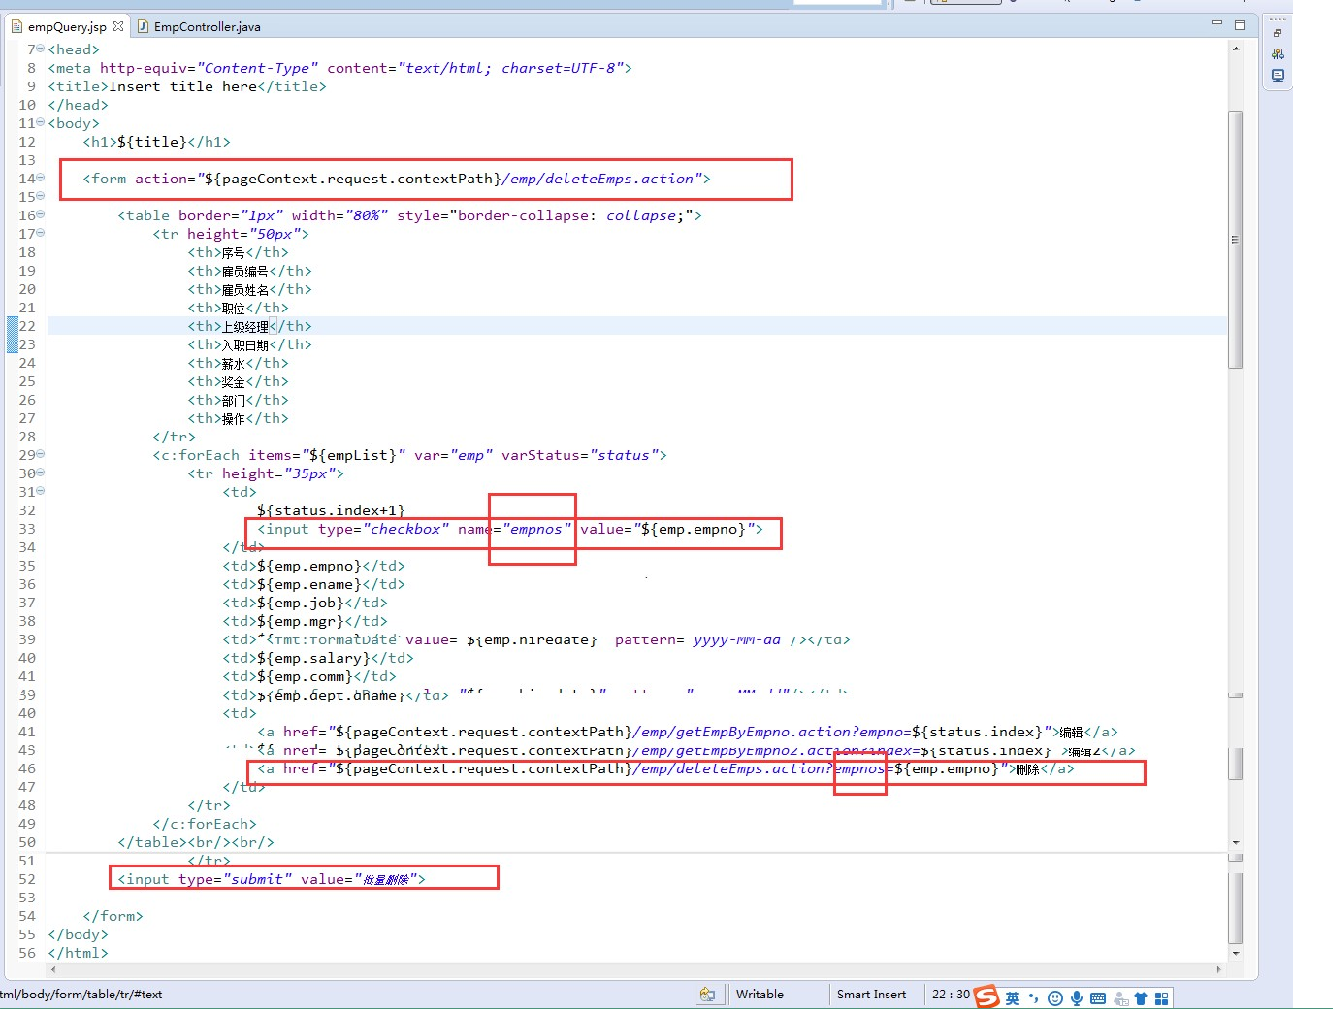 empQuery.jsp EmpController.java
7 <head>
8 <meta http-equiv="Content-Type" content="text/html; charset=UTF-8">
9 <title>Insert title here</title>
10 </head>
11 <body>
12 <h1>${title}</h1>
13
14 <form action="${pageContext.request.contextPath}/emp/deleteEmps.action">
15
16 <table border="1px" width="80%" style="border-collapse: collapse;">
17 <tr height="50px">
18 <th>序号</th>
19 <th>雇员编号</th>
20 <th>雇员姓名</th>
21 <th>职位</th>
22 <th>上级经理</th>
23 <th>入职日期</th>
24 <th>薪水</th>
25 <th>奖金</th>
26 <th>部门</th>
27 <th>操作</th>
28 </tr>
29 <c:forEach items="${empList}" var="emp" varStatus="status">
30 <tr height="35px">
31 <td>
32 ${status.index+1}
33 <input type="checkbox" name="empnos" value="${emp.empno}">
34 </td>
35 <td>${emp.empno}</td>
36 <td>${emp.ename}</td>
37 <td>${emp.job}</td>
38 <td>${emp.mgr}</td>
39 <td><fmt:formatDate value="${emp.hiredate}" pattern="yyyy-MM-dd"/></td>
40 <td>${emp.salary}</td>
41 <td>${emp.comm}</td>
39 <td>${emp.dept.dname}</td>
40 <td>
41 <a href="${pageContext.request.contextPath}/emp/getEmpByEmpno.action?empno=${status.index}">编辑</a>
45 <a href="${pageContext.request.contextPath}/emp/getEmpByEmpno2.action?index=${status.index}">编辑2</a>
46 <a href="${pageContext.request.contextPath}/emp/deleteEmps.action?empnos=${emp.empno}">删除</a>
47 </td>
48 </tr>
49 </c:forEach>
50 </table><br/><br/>
51 </tr>
52 <input type="submit" value="批量删除">
53
54 </form>
55 </body>
56 </html>
tml/body/form/table/tr/#text Writable Smart Insert 22 : 30 英